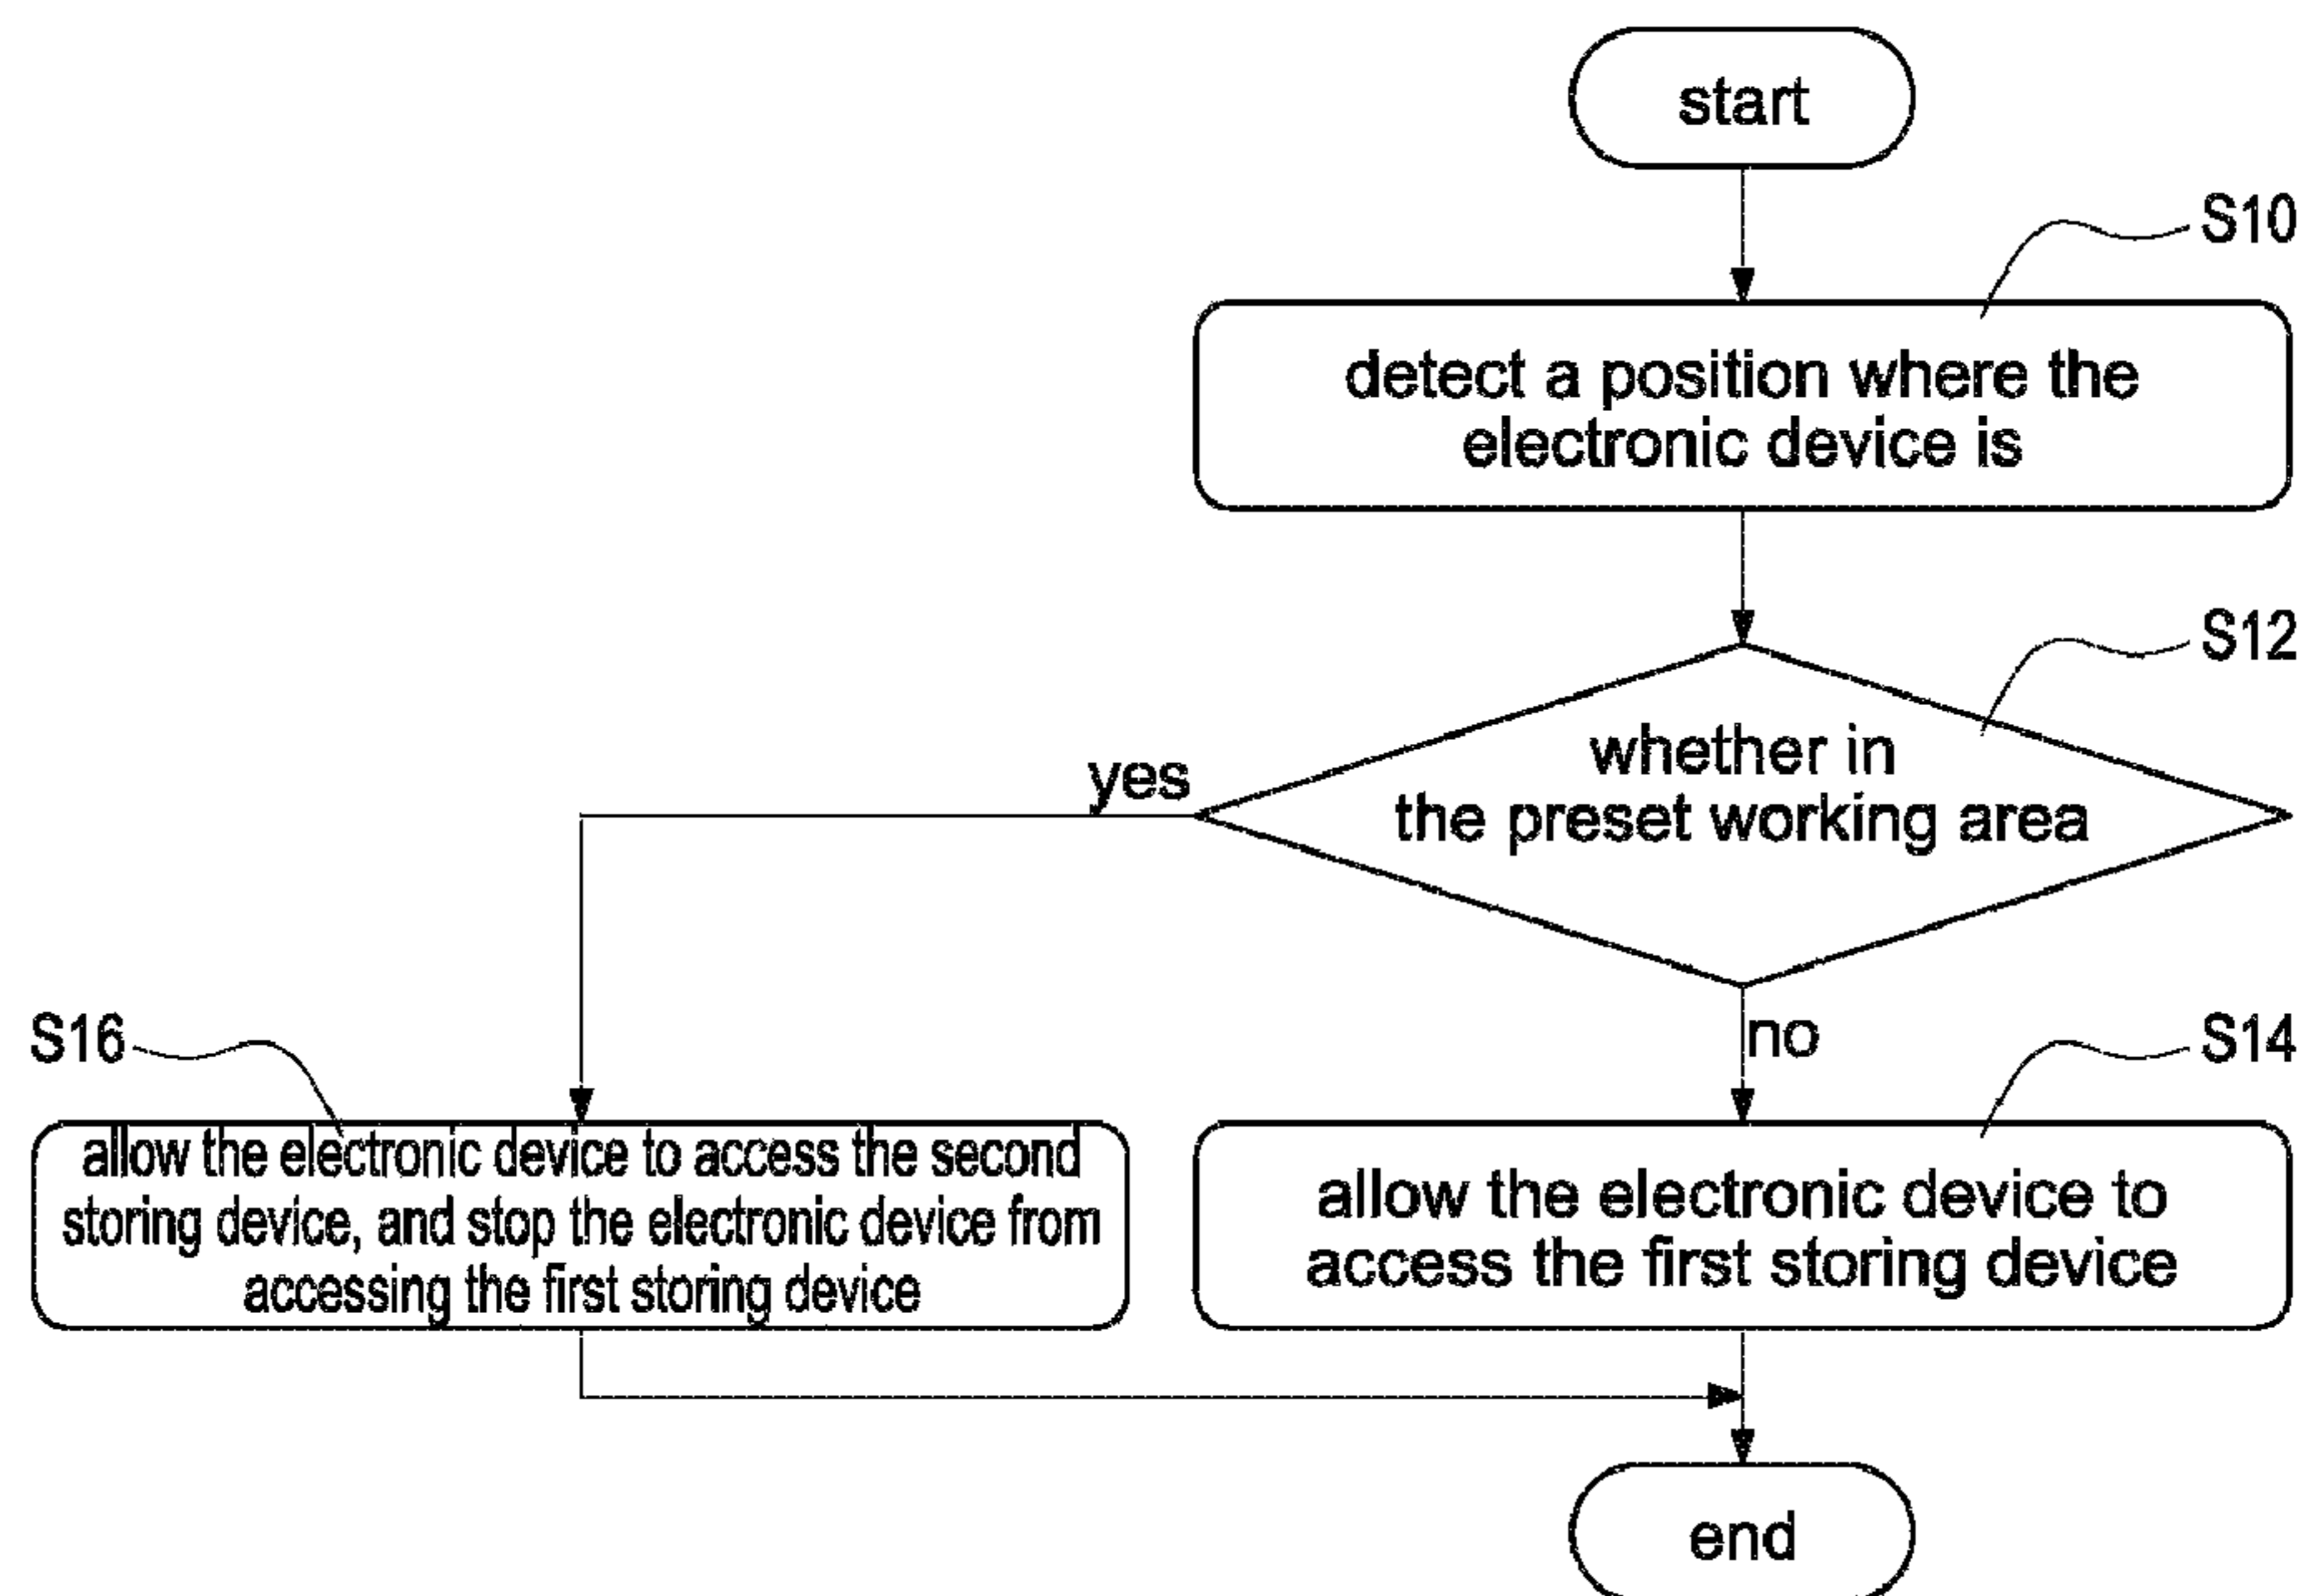 start
S10
detect a position where the
electronic device is
S12
whether in
the preset working area
yes
no
S16
allow the electronic device to access the second
storing device, and stop the electronic device from
accessing the first storing device
S14
allow the electronic device to
access the first storing device
end